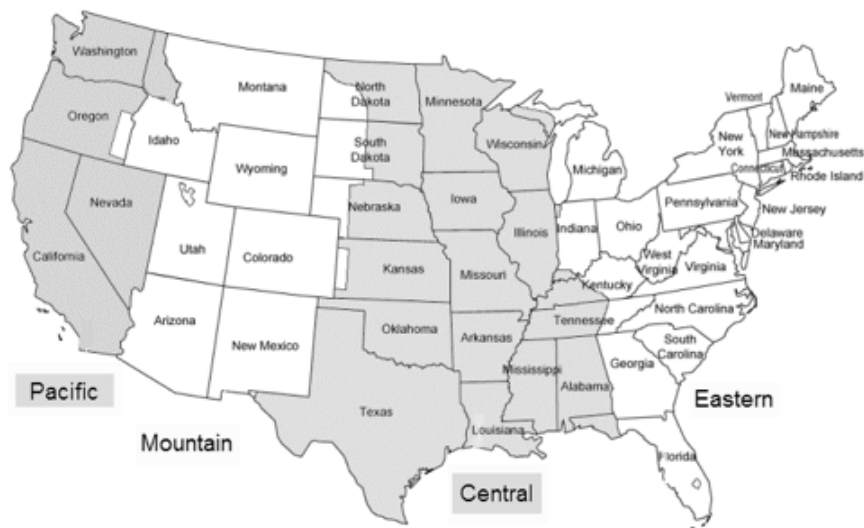 Washington
Montana
North
Dakota
Minnesota
Maine
Vermont
Oregon
Idaho
Wyoming
South
Dakota
Wisconsin
Michigan
New
York
New Hampshire
Massachusetts
Connecticut
Rhode Island
Nevada
Utah
Colorado
Nebraska
Iowa
Illinois
Indiana
Ohio
Pennsylvania
New Jersey
Delaware
Maryland
California
Kansas
Missouri
Kentucky
West
Virginia
Virginia
Arizona
New Mexico
Oklahoma
Arkansas
Tennessee
North Carolina
South
Carolina
Mississippi
Alabama
Georgia
Texas
Louisiana
Florida
Pacific
Mountain
Central
Eastern